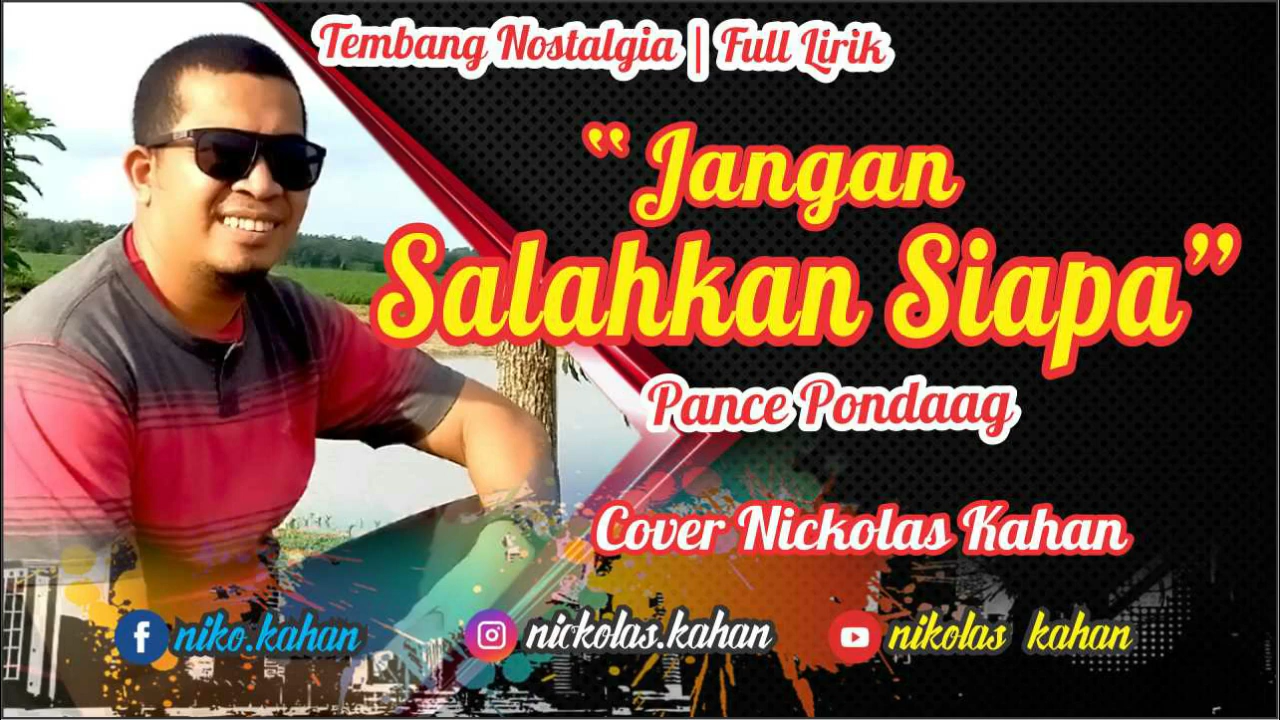 Tembang Nostalgia | Full Lirik
"Jangan
Salahkan Siapa"
Pance Pondaag
Cover Nickolas Kahan
niko.kahan
nickolas.kahan
nikolas kahan